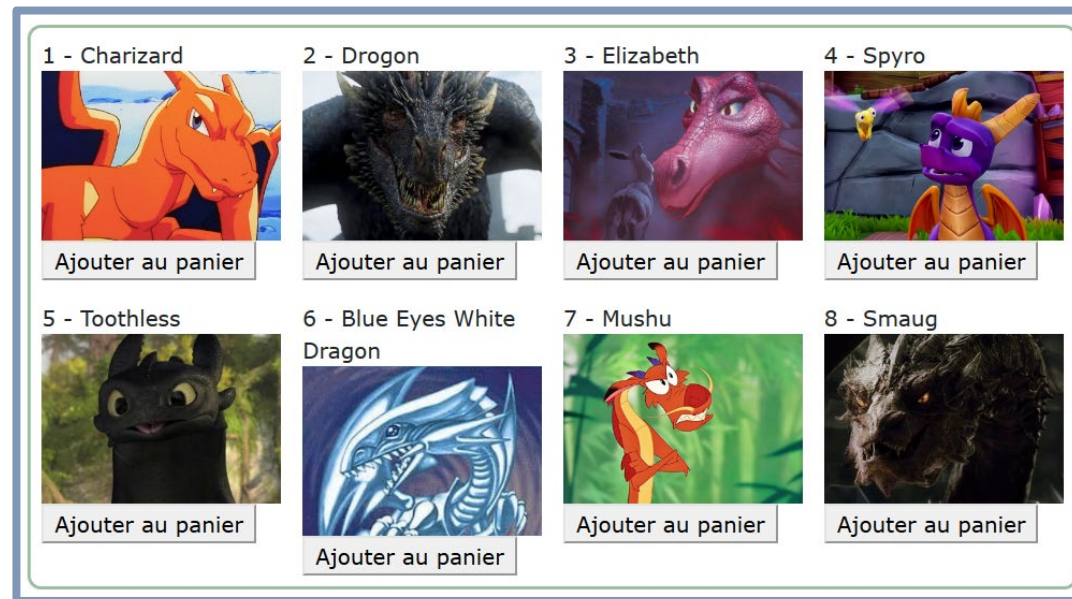 1 - Charizard
2 - Drogon
3 - Elizabeth
4 - Spyro
Ajouter au panier
Ajouter au panier
Ajouter au panier
Ajouter au panier
5 - Toothless
6 - Blue Eyes White
Dragon
7 - Mushu
8 - Smaug
Ajouter au panier
Ajouter au panier
Ajouter au panier
Ajouter au panier